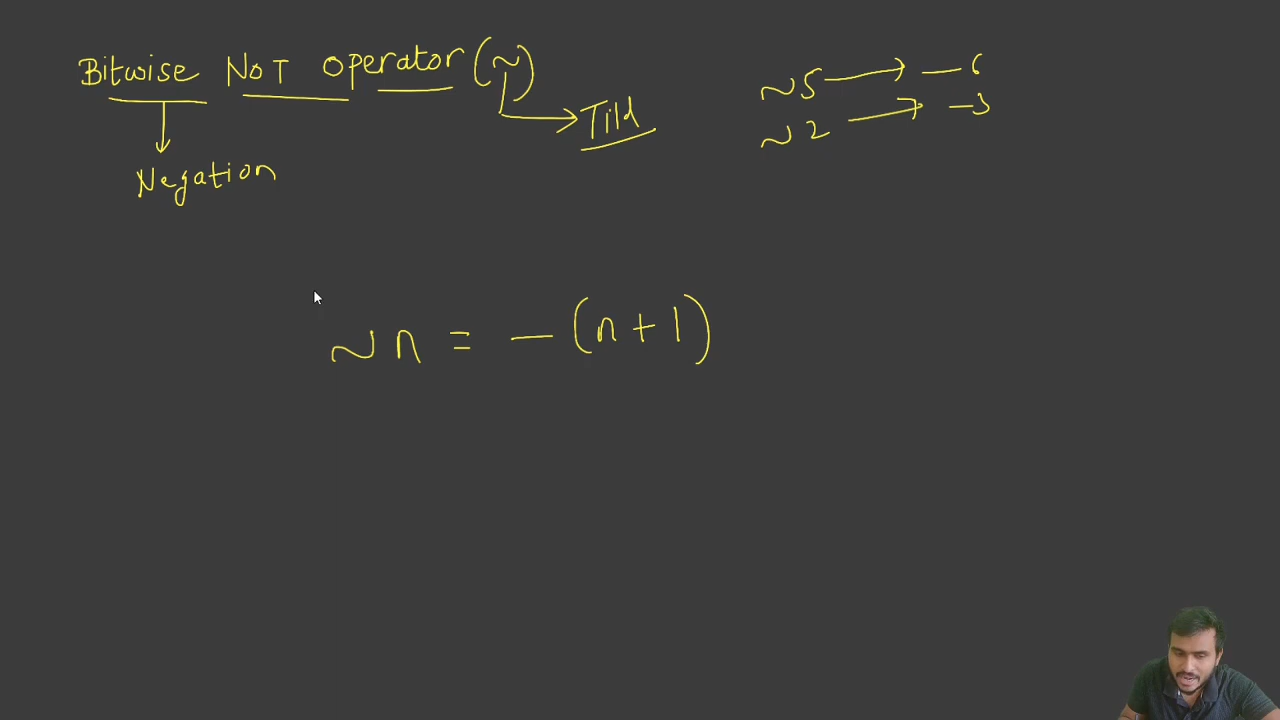 Bitwise NOT Operator (~)
Tild
Negation
~5 → -6
~2 → -3
~n = -(n+1)